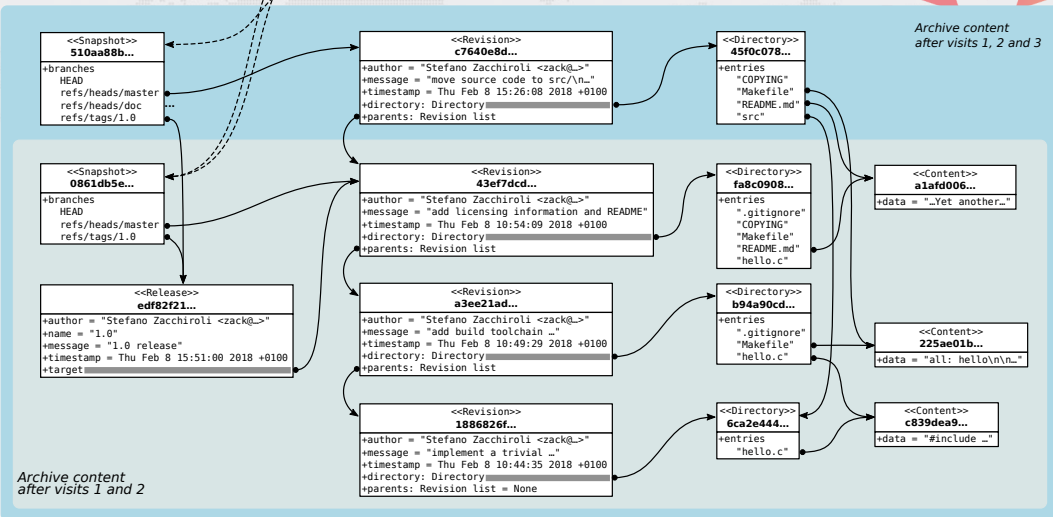 Archive content
after visits 1, 2 and 3
<<Snapshot>>
510aa88b…
+branches
HEAD
refs/heads/master
refs/heads/doc ...
refs/tags/1.0
<<Revision>>
c7640e8d…
+author = "Stefano Zacchiroli <zack@…>"
+message = "move source code to src/\n…"
+timestamp = Thu Feb 8 15:26:08 2018 +0100
+directory: Directory
+parents: Revision list
<<Directory>>
45f0c078…
+entries
"COPYING"
"Makefile"
"README.md"
"src"
<<Snapshot>>
0861db5e…
+branches
HEAD
refs/heads/master
refs/tags/1.0
<<Revision>>
43ef7dcd…
+author = "Stefano Zacchiroli <zack@…>"
+message = "add licensing information and README"
+timestamp = Thu Feb 8 10:54:09 2018 +0100
+directory: Directory
+parents: Revision list
<<Directory>>
fa8c0908…
+entries
".gitignore"
"COPYING"
"Makefile"
"README.md"
"hello.c"
<<Content>>
a1afd006…
+data = "…Yet another…"
<<Release>>
edf82f21…
+author = "Stefano Zacchiroli <zack@…>"
+name = "1.0"
+message = "1.0 release"
+timestamp = Thu Feb 8 15:51:00 2018 +0100
+target
<<Revision>>
a3ee21ad…
+author = "Stefano Zacchiroli <zack@…>"
+message = "add build toolchain …"
+timestamp = Thu Feb 8 10:49:29 2018 +0100
+directory: Directory
+parents: Revision list
<<Directory>>
b94a90cd…
+entries
".gitignore"
"Makefile"
"hello.c"
<<Content>>
225ae01b…
+data = "all: hello\n\n…"
<<Revision>>
1886826f…
+author = "Stefano Zacchiroli <zack@…>"
+message = "implement a trivial …"
+timestamp = Thu Feb 8 10:44:35 2018 +0100
+directory: Directory
+parents: Revision list = None
<<Directory>>
6ca2e444…
+entries
"hello.c"
<<Content>>
c839dea9…
+data = "#include …"
Archive content
after visits 1 and 2